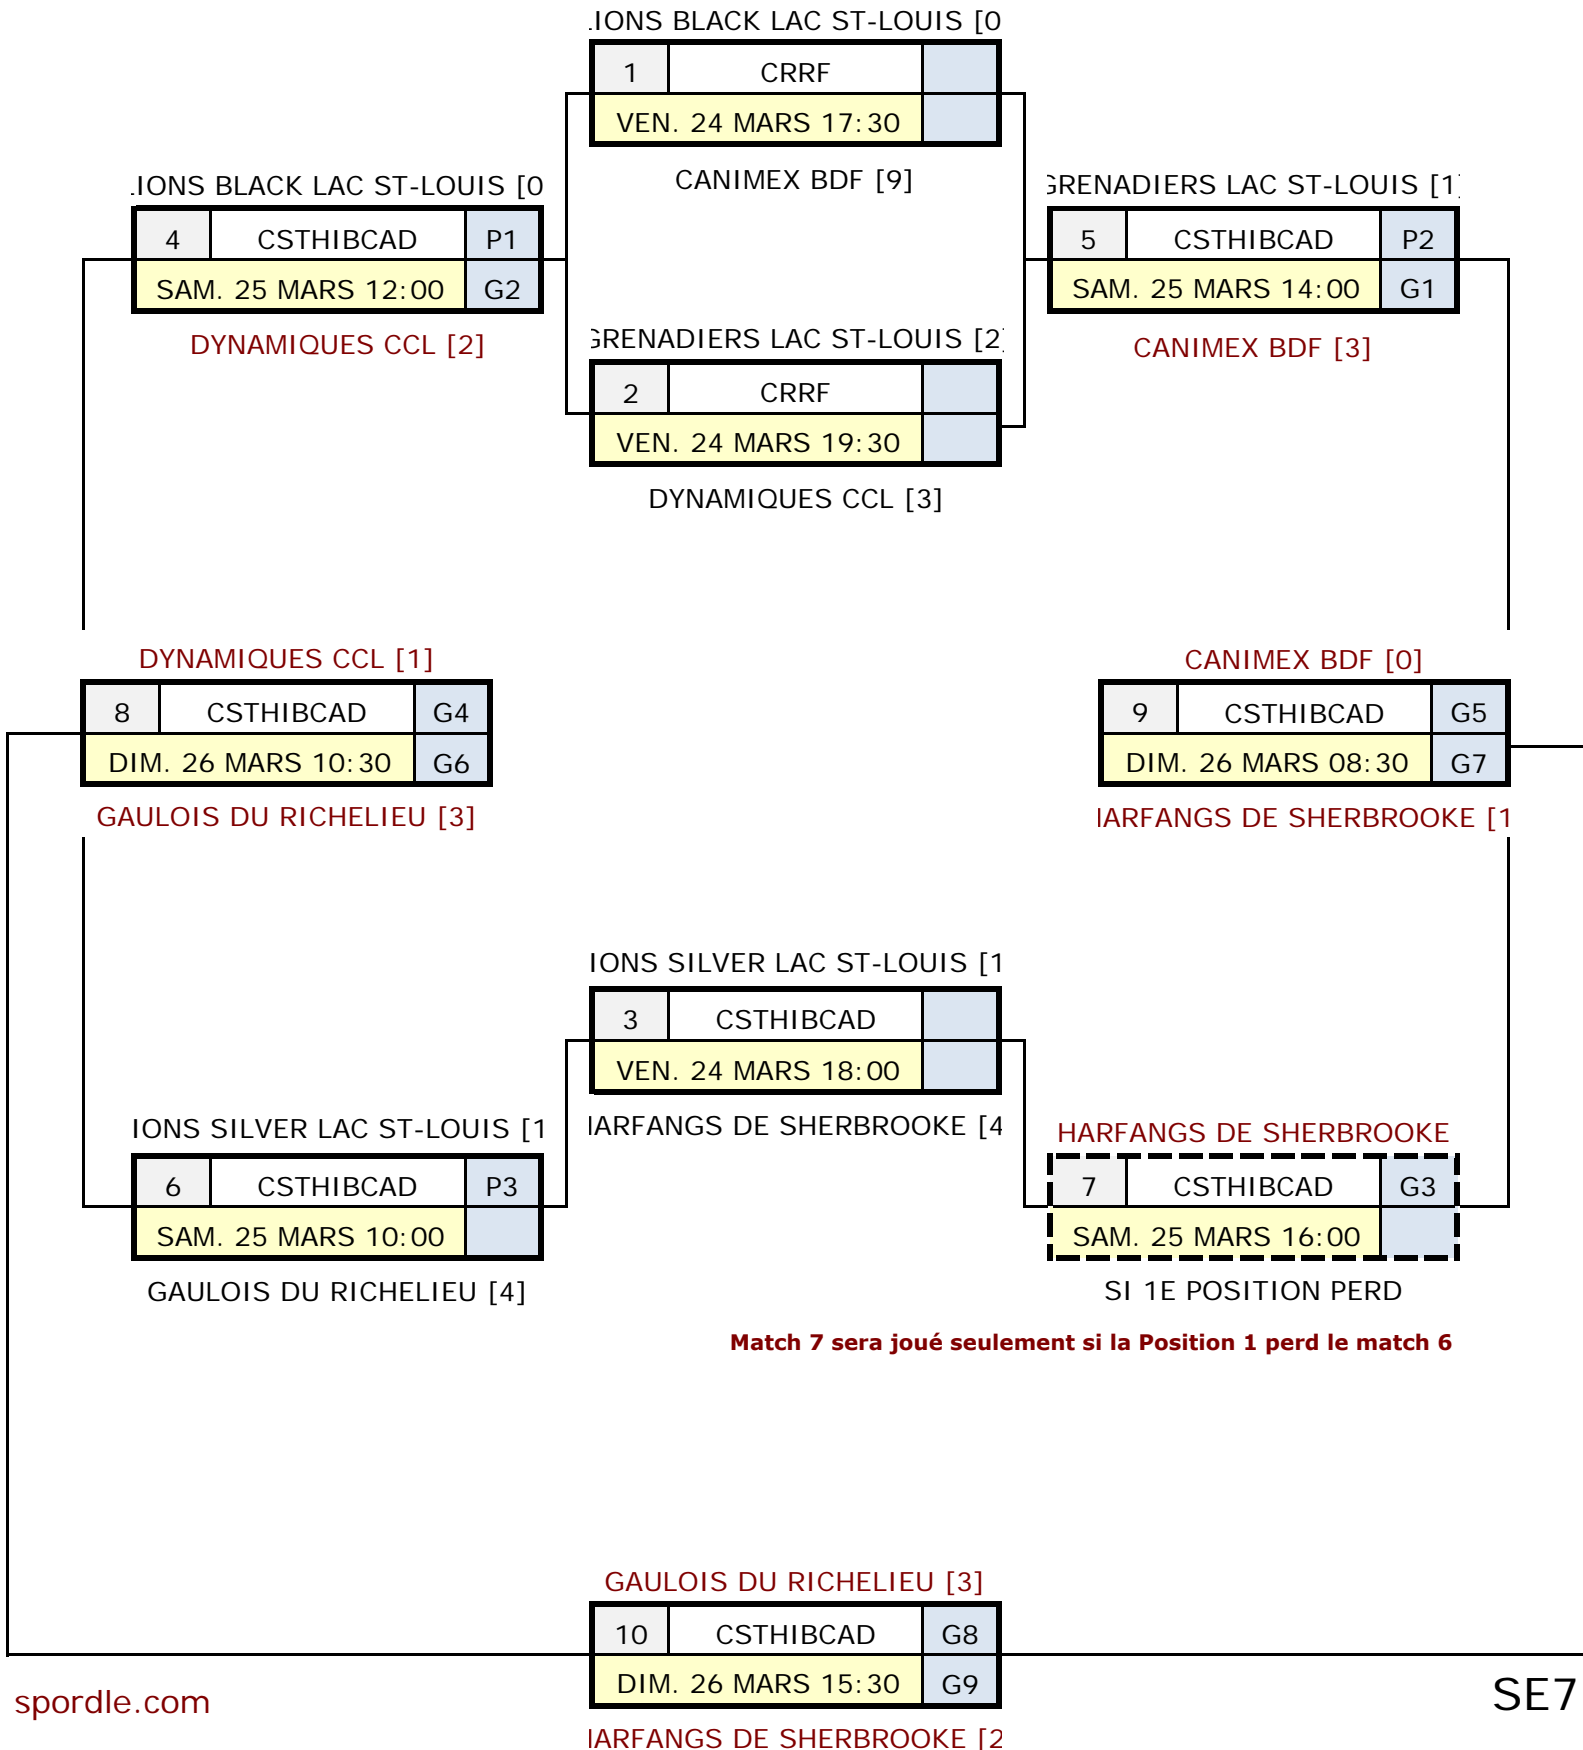 LIONS BLACK LAC ST-LOUIS [0
1 CRRF
VEN. 24 MARS 17:30
CANIMEX BDF [9]
LIONS BLACK LAC ST-LOUIS [0
4 CSTHIBCAD P1
SAM. 25 MARS 12:00 G2
DYNAMIQUES CCL [2]
GRENADIERS LAC ST-LOUIS [1]
5 CSTHIBCAD P2
SAM. 25 MARS 14:00 G1
CANIMEX BDF [3]
GRENADIERS LAC ST-LOUIS [2]
2 CRRF
VEN. 24 MARS 19:30
DYNAMIQUES CCL [3]
DYNAMIQUES CCL [1]
8 CSTHIBCAD G4
DIM. 26 MARS 10:30 G6
GAULOIS DU RICHELIEU [3]
CANIMEX BDF [0]
9 CSTHIBCAD G5
DIM. 26 MARS 08:30 G7
HARFANGS DE SHERBROOKE [1
IONS SILVER LAC ST-LOUIS [1
3 CSTHIBCAD
VEN. 24 MARS 18:00
HARFANGS DE SHERBROOKE [4
IONS SILVER LAC ST-LOUIS [1
6 CSTHIBCAD P3
SAM. 25 MARS 10:00
GAULOIS DU RICHELIEU [4]
HARFANGS DE SHERBROOKE
7 CSTHIBCAD G3
SAM. 25 MARS 16:00
SI 1E POSITION PERD
Match 7 sera joué seulement si la Position 1 perd le match 6
GAULOIS DU RICHELIEU [3]
10 CSTHIBCAD G8
DIM. 26 MARS 15:30 G9
HARFANGS DE SHERBROOKE [2
spordle.com
SE7